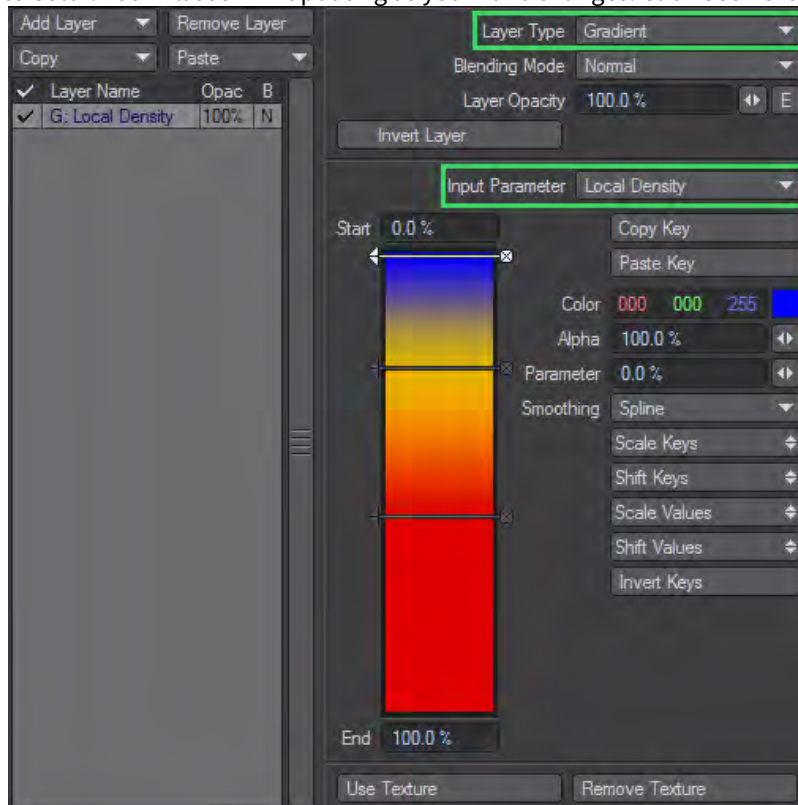 Add Layer Remove Layer
Copy Paste
Layer Name Opac B
G: Local Density 100% N
Layer Type Gradient
Blending Mode Normal
Layer Opacity 100.0 % E
Invert Layer
Input Parameter Local Density
Start 0.0 %
Copy Key
Paste Key
Color 000 000 255
Alpha 100.0 %
Parameter 0.0 %
Smoothing Spline
Scale Keys
Shift Keys
Scale Values
Shift Values
Invert Keys
End 100.0 %
Use Texture Remove Texture